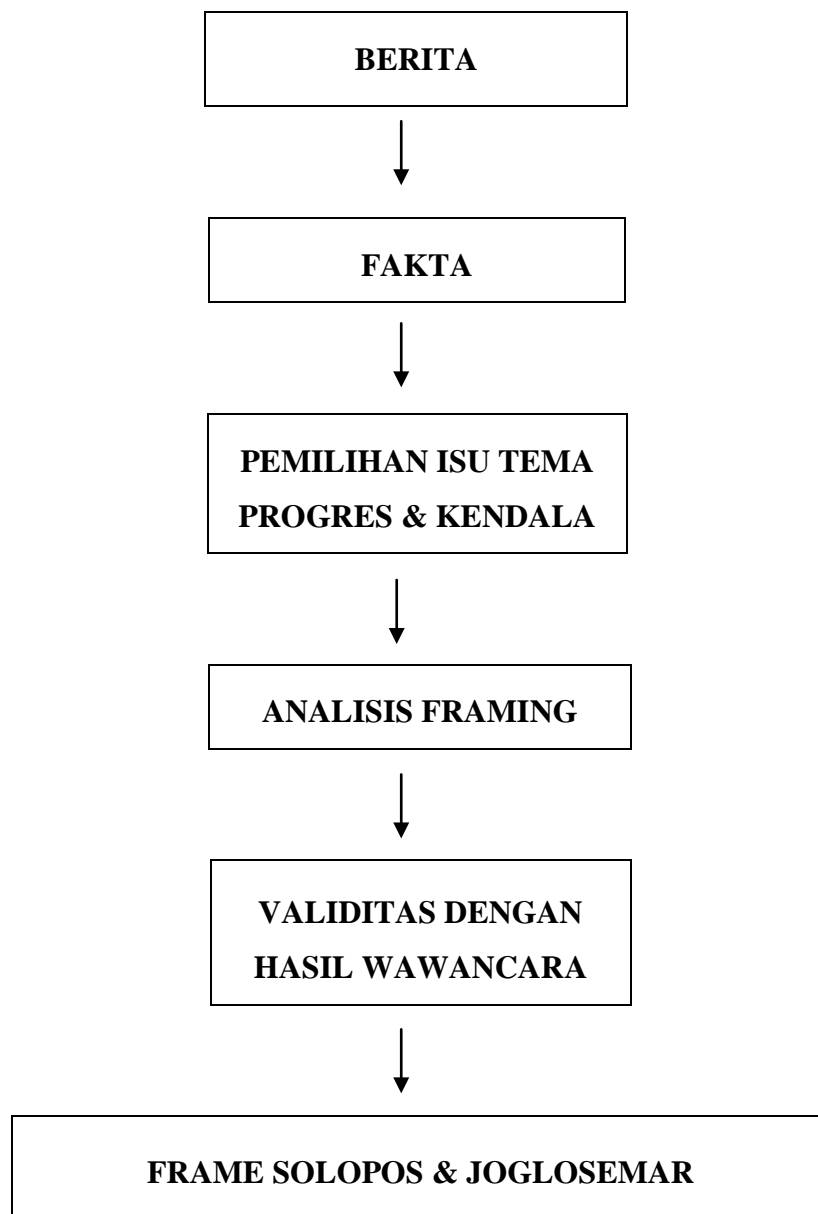 BERITA
FAKTA
PEMILIHAN ISU TEMA
PROGRES & KENDALA
ANALISIS FRAMING
VALIDITAS DENGAN
HASIL WAWANCARA
FRAME SOLOPOS & JOGLOSEMAR